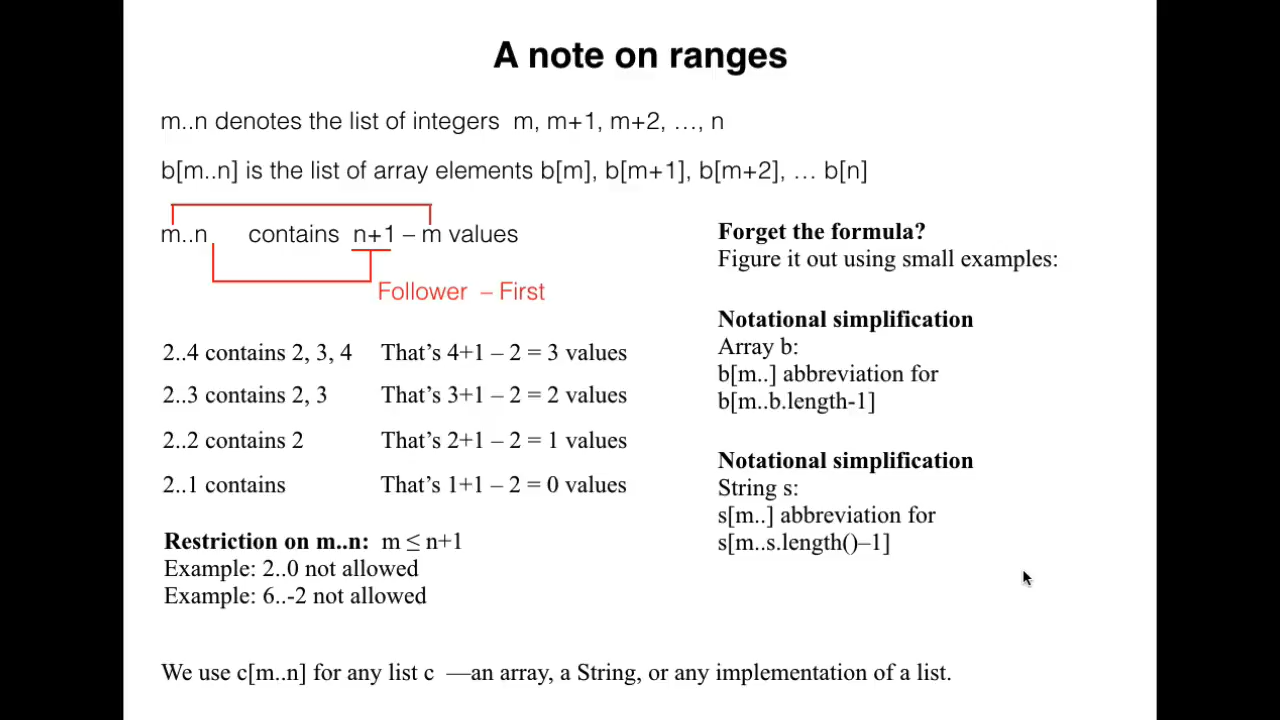 A note on ranges
m..n denotes the list of integers  m, m+1, m+2, …, n
b[m..n] is the list of array elements b[m], b[m+1], b[m+2], … b[n]
m..n contains n+1 – m values
Follower – First
2..4 contains 2, 3, 4 That’s 4+1 – 2 = 3 values
2..3 contains 2, 3 That’s 3+1 – 2 = 2 values
2..2 contains 2 That’s 2+1 – 2 = 1 values
2..1 contains That’s 1+1 – 2 = 0 values
Restriction on m..n: m ≤ n+1
Example: 2..0 not allowed
Example: 6..-2 not allowed
Forget the formula?
Figure it out using small examples:
Notational simplification
Array b:
b[m..] abbreviation for
b[m..b.length-1]
Notational simplification
String s:
s[m..] abbreviation for
s[m..s.length()–1]
We use c[m..n] for any list c —an array, a String, or any implementation of a list.